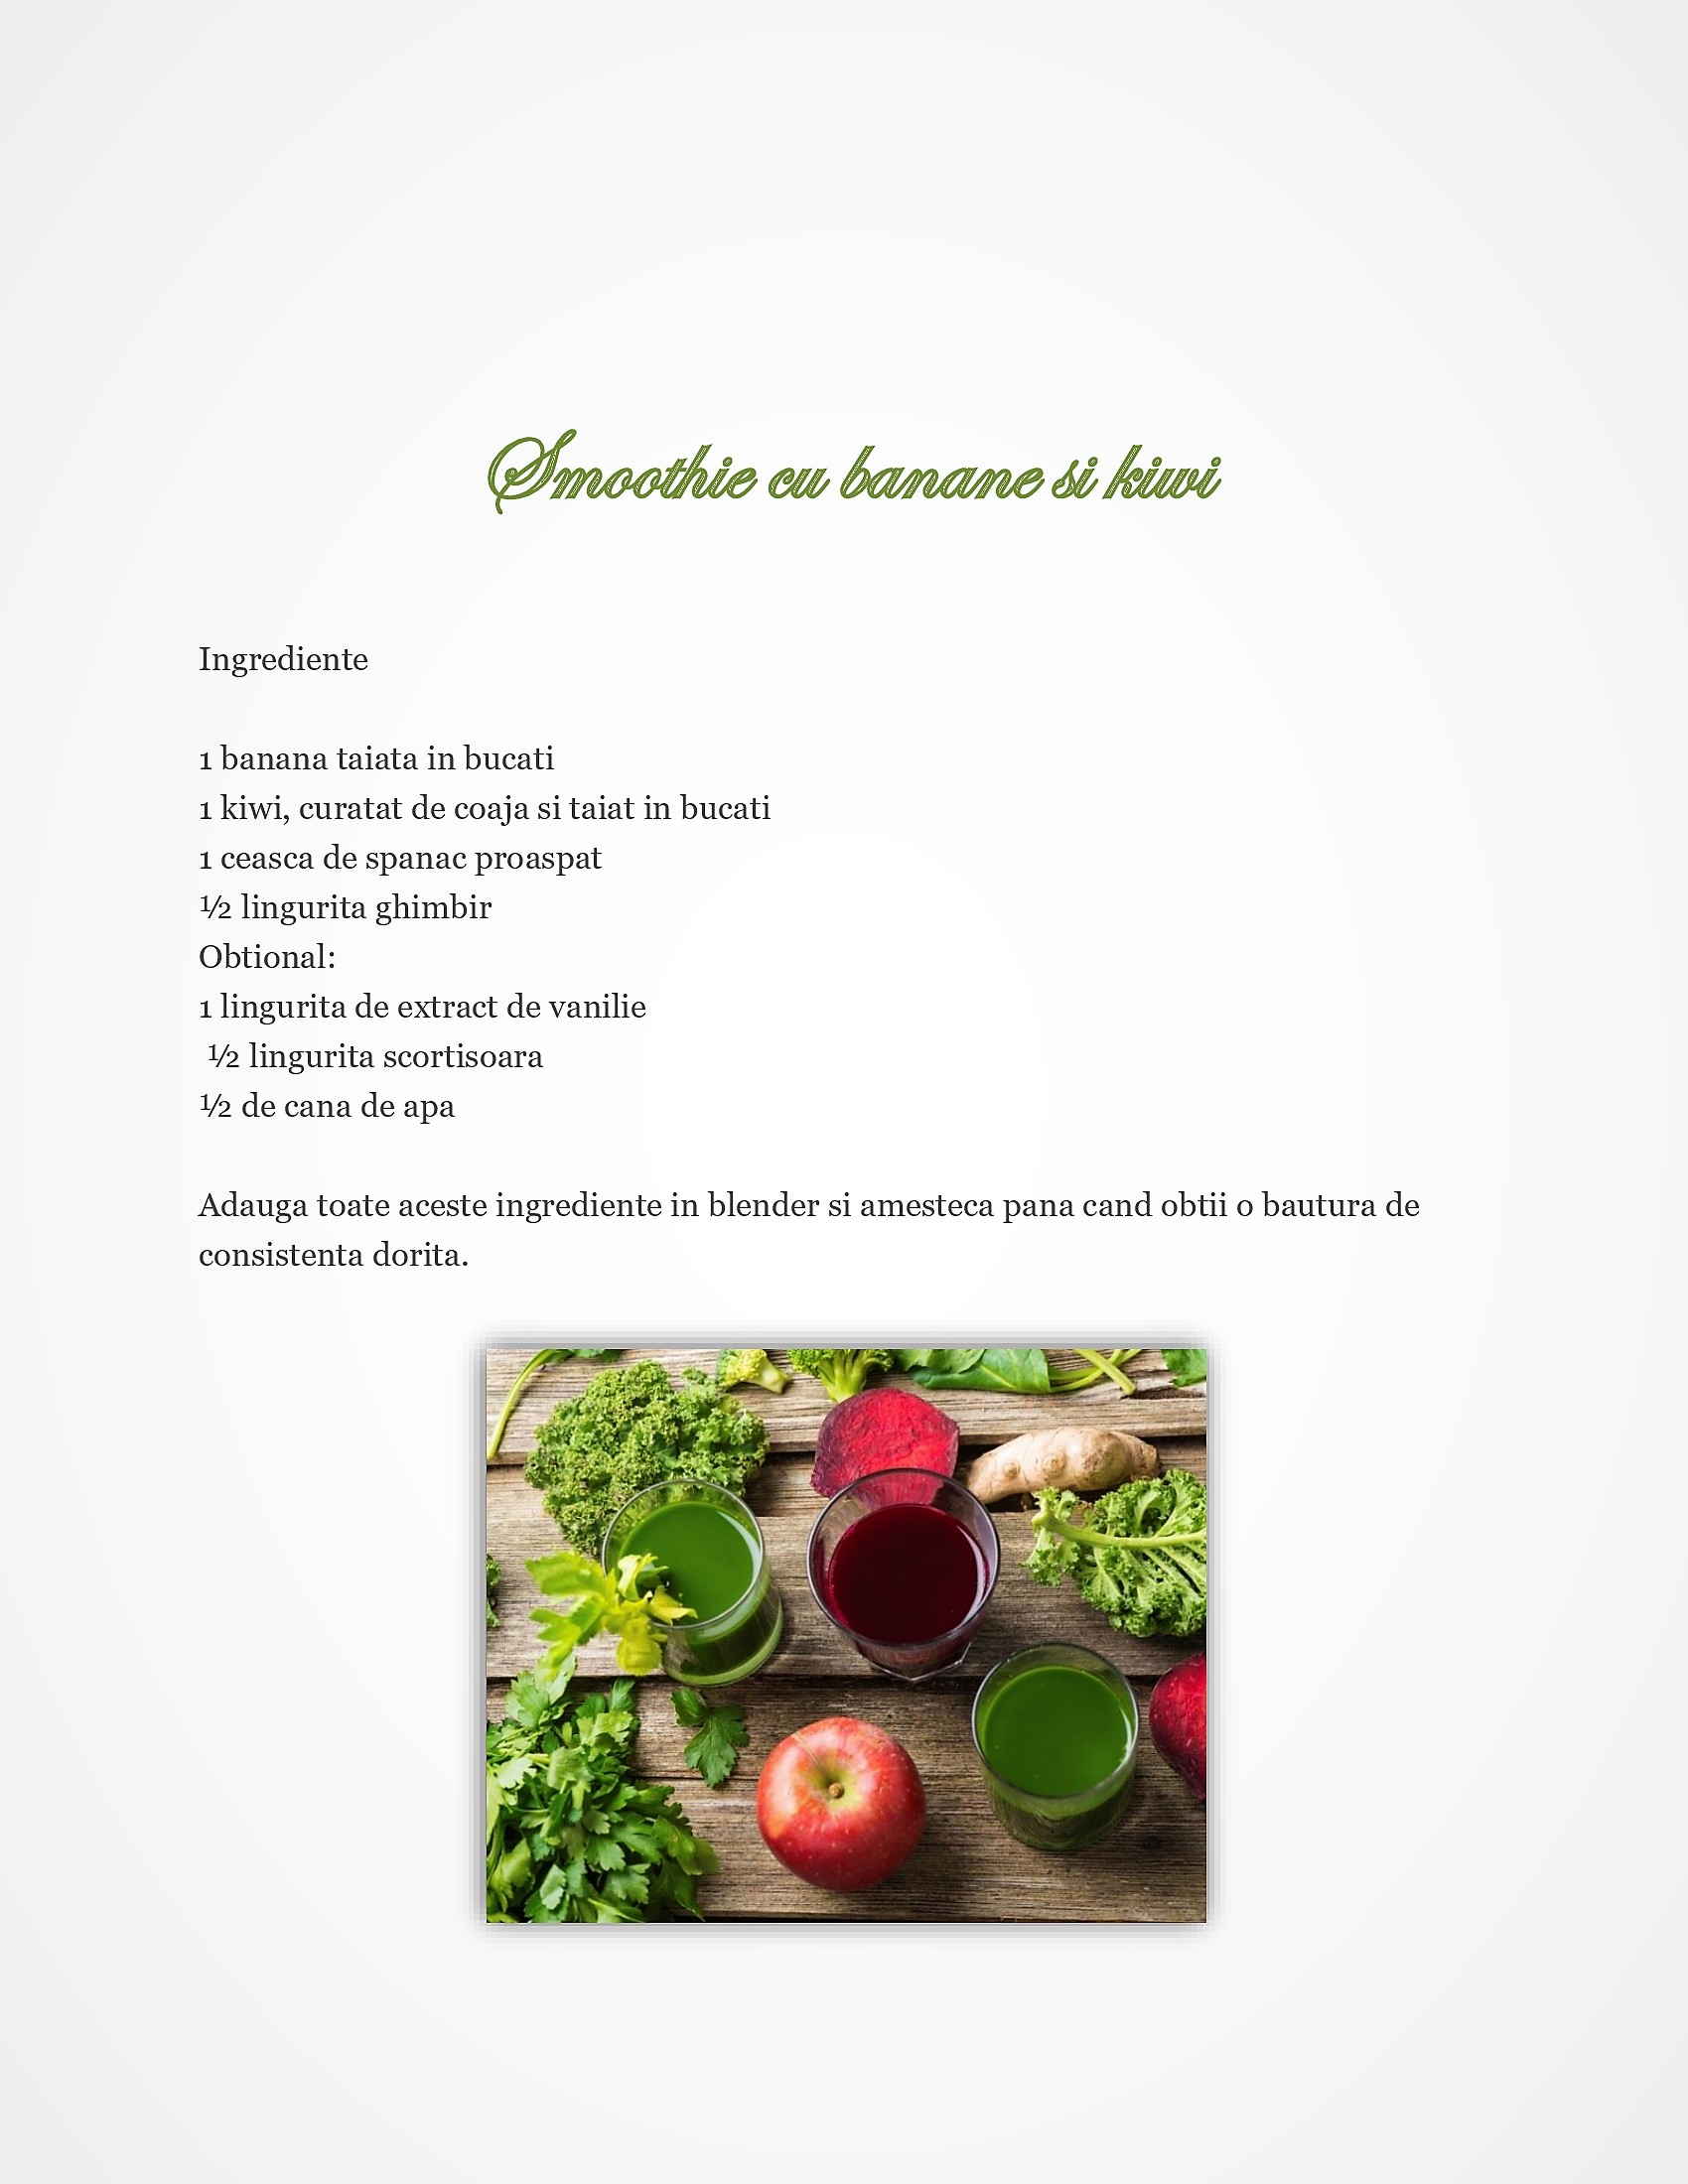 Smoothie cu banane si kiwi
Ingrediente
1 banana taiata in bucati
1 kiwi, curatat de coaja si taiat in bucati
1 ceasca de spanac proaspat
½ lingurita ghimbir
Obtional:
1 lingurita de extract de vanilie
½ lingurita scortisoara
½ de cana de apa
Adauga toate aceste ingrediente in blender si amesteca pana cand obtii o bautura de
consistenta dorita.